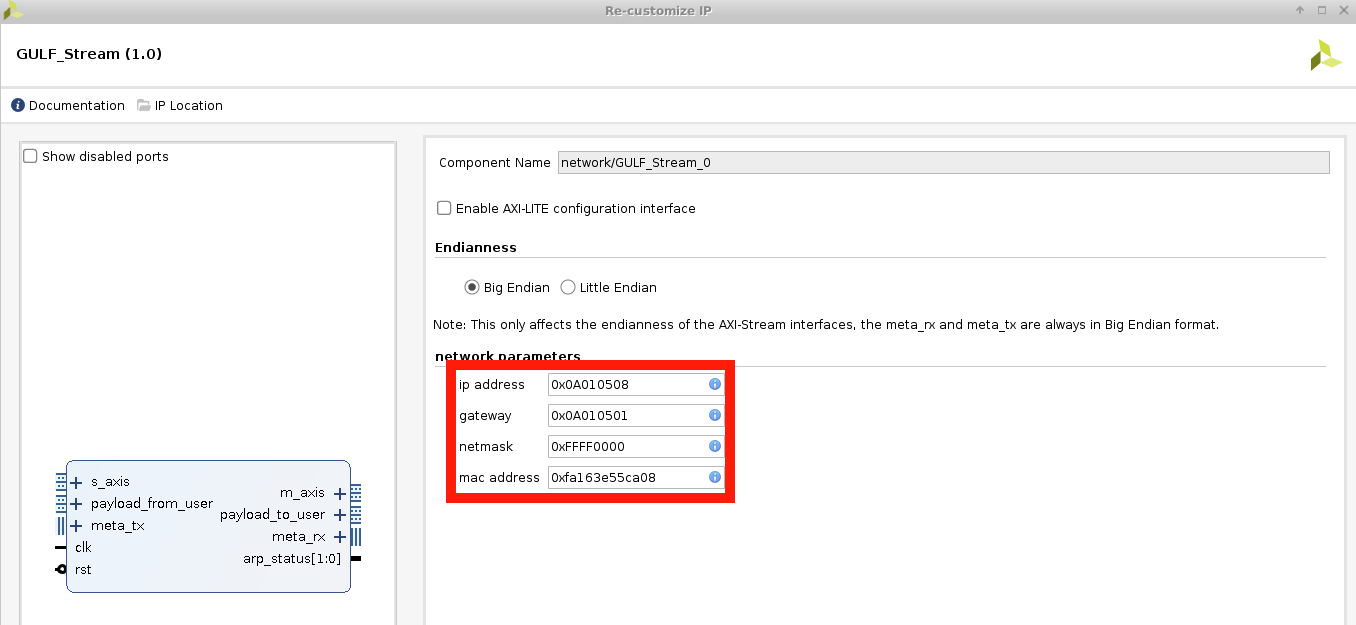 Re-customize IP
GULF_Stream (1.0)
Documentation IP Location
Show disabled ports
s_axis
payload_from_user
meta_tx
clk
rst
m_axis
payload_to_user
meta_rx
arp_status[1:0]
Component Name network/GULF_Stream_0
Enable AXI-LITE configuration interface
Endianness
Big Endian Little Endian
Note: This only affects the endianness of the AXI-Stream interfaces, the meta_rx and meta_tx are always in Big Endian format.
network parameters
ip address 0x0A010508
gateway 0x0A010501
netmask 0xFFFF0000
mac address 0xfa163e55ca08